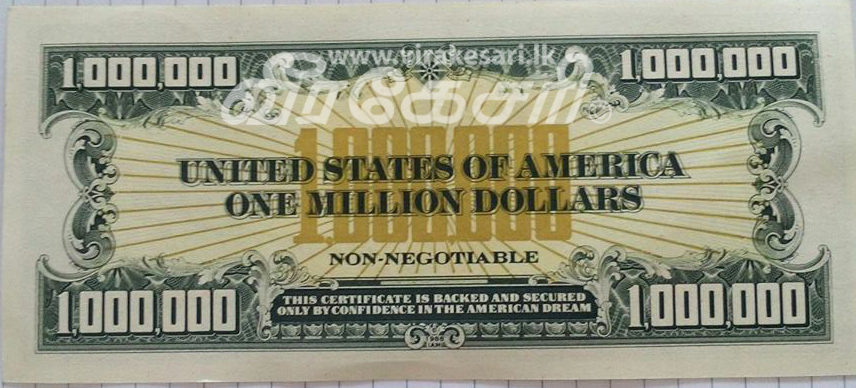 www.virakesari.lk
1,000,000 1,000,000
வீரகேசரி
1,000,000
UNITED STATES OF AMERICA
ONE MILLION DOLLARS
NON-NEGOTIABLE
1,000,000 1,000,000
THIS CERTIFICATE IS BACKED AND SECURED
ONLY BY CONFIDENCE IN THE AMERICAN DREAM